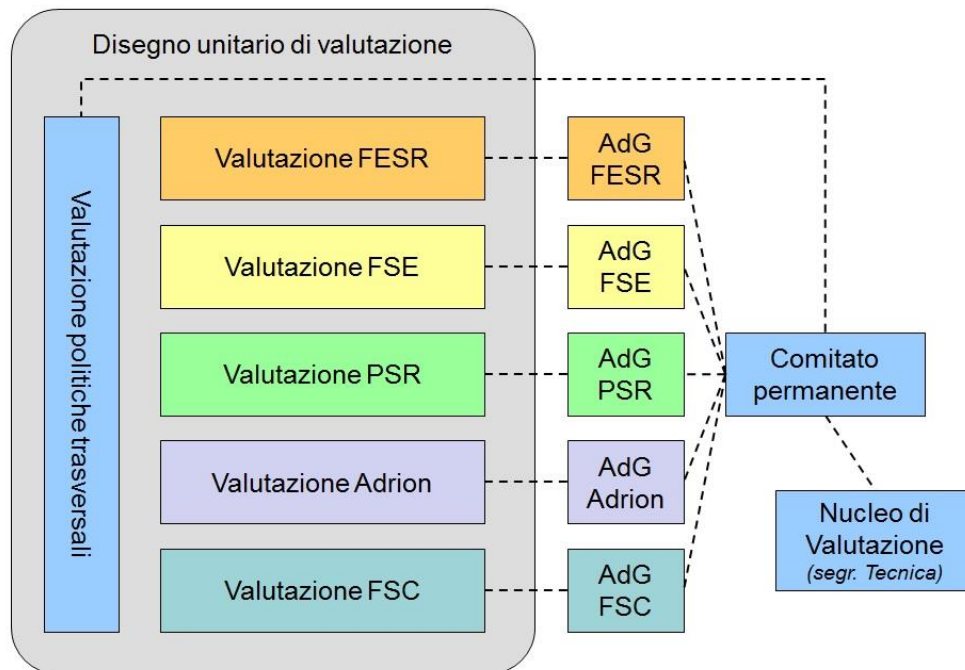 Disegno unitario di valutazione
Valutazione politiche trasversali
Valutazione FESR
AdG
FESR
Valutazione FSE
AdG
FSE
Valutazione PSR
AdG
PSR
Comitato
permanente
Valutazione Adrion
AdG
Adrion
Nucleo di
Valutazione
(segr. Tecnica)
Valutazione FSC
AdG
FSC